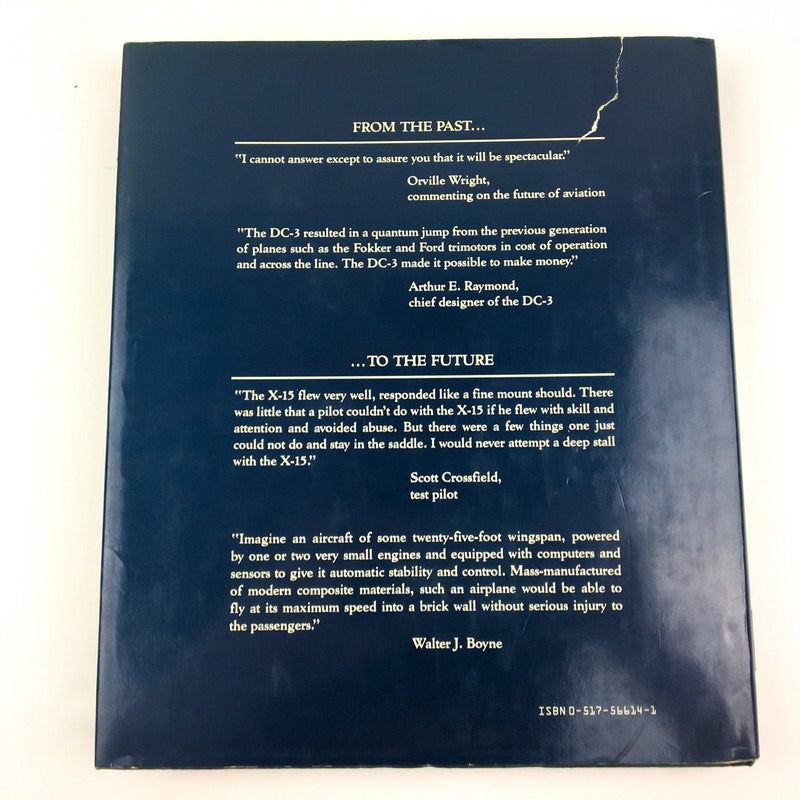 FROM THE PAST...
"I cannot answer except to assure you that it will be spectacular."
Orville Wright,
commenting on the future of aviation
"The DC-3 resulted in a quantum jump from the previous generation
of planes such as the Fokker and Ford trimotors in cost of operation
and across the line. The DC-3 made it possible to make money."
Arthur E. Raymond,
chief designer of the DC-3
...TO THE FUTURE
"The X-15 flew very well, responded like a fine mount should. There
was little that a pilot couldn't do with the X-15 if he flew with skill and
attention and avoided abuse. But there were a few things one just
could not do and stay in the saddle. I would never attempt a deep stall
with the X-15."
Scott Crossfield,
test pilot
"Imagine an aircraft of some twenty-five-foot wingspan, powered
by one or two very small engines and equipped with computers and
sensors to give it automatic stability and control. Mass-manufactured
of modern composite materials, such an airplane would be able to
fly at its maximum speed into a brick wall without serious injury to
the passengers."
Walter J. Boyne
ISBN 0-517-56614-1